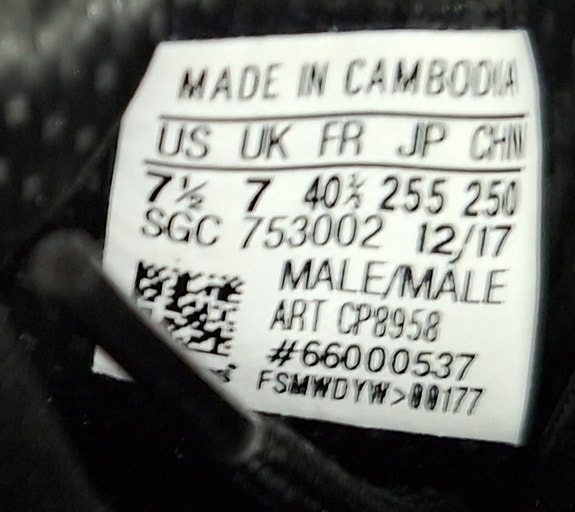 MADE IN CAMBODIA
US UK FR JP CHN
7½ 7 40⅔ 255 250
SGC 753002 12/17
MALE/MALE
ART CP8958
#66000537
FSMWDYW>00177